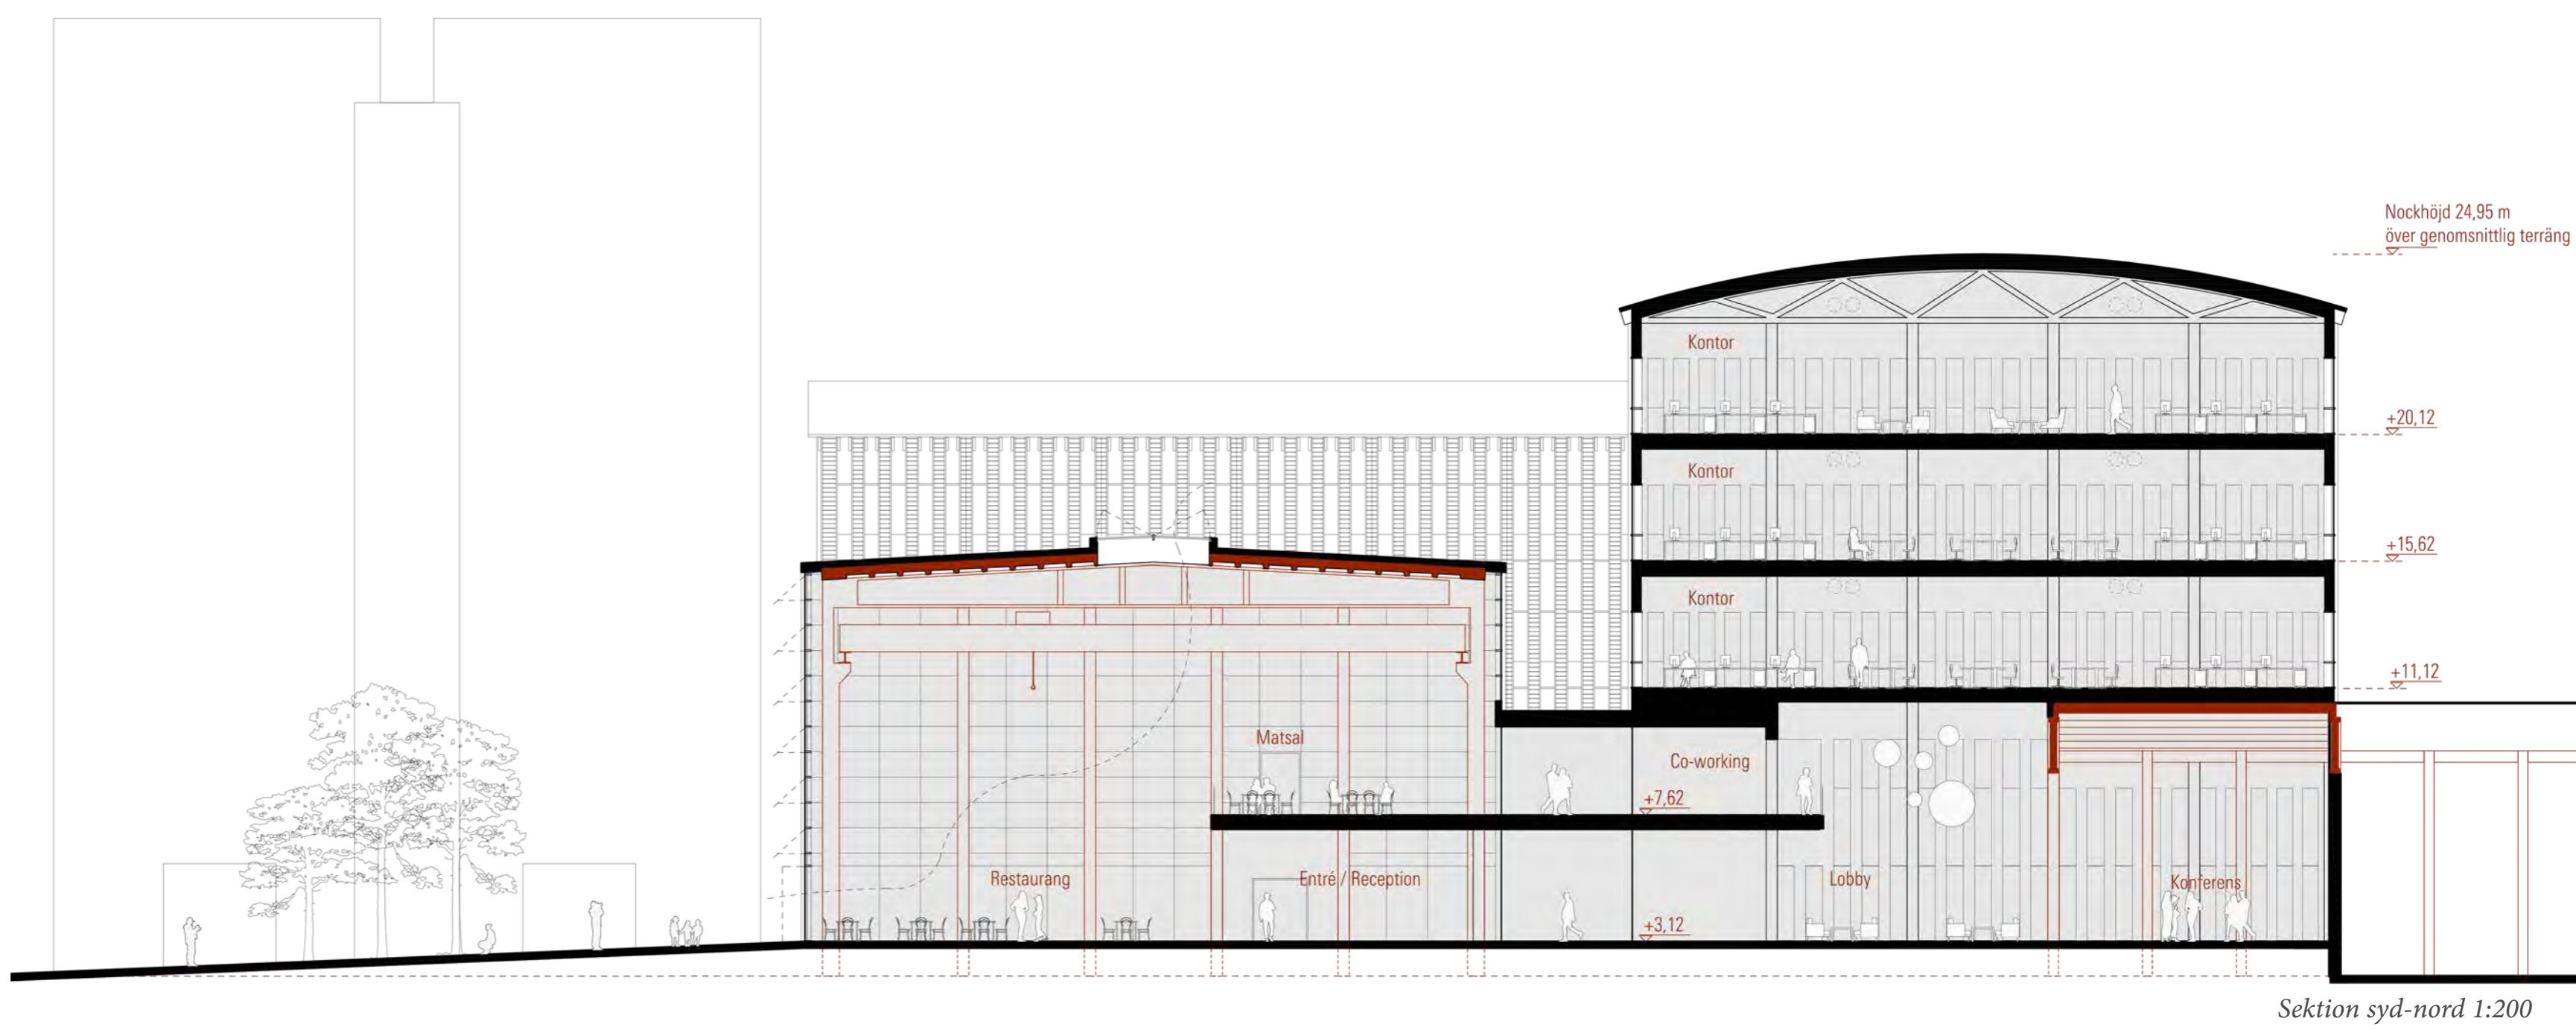 Nockhöjd 24,95 m
över genomsnittlig terräng
Kontor
+20,12
Kontor
+15,62
Kontor
+11,12
Matsal
Co-working
+7,62
Restaurang
Entré / Reception
Lobby
Konferens
+3,12
Sektion syd-nord 1:200